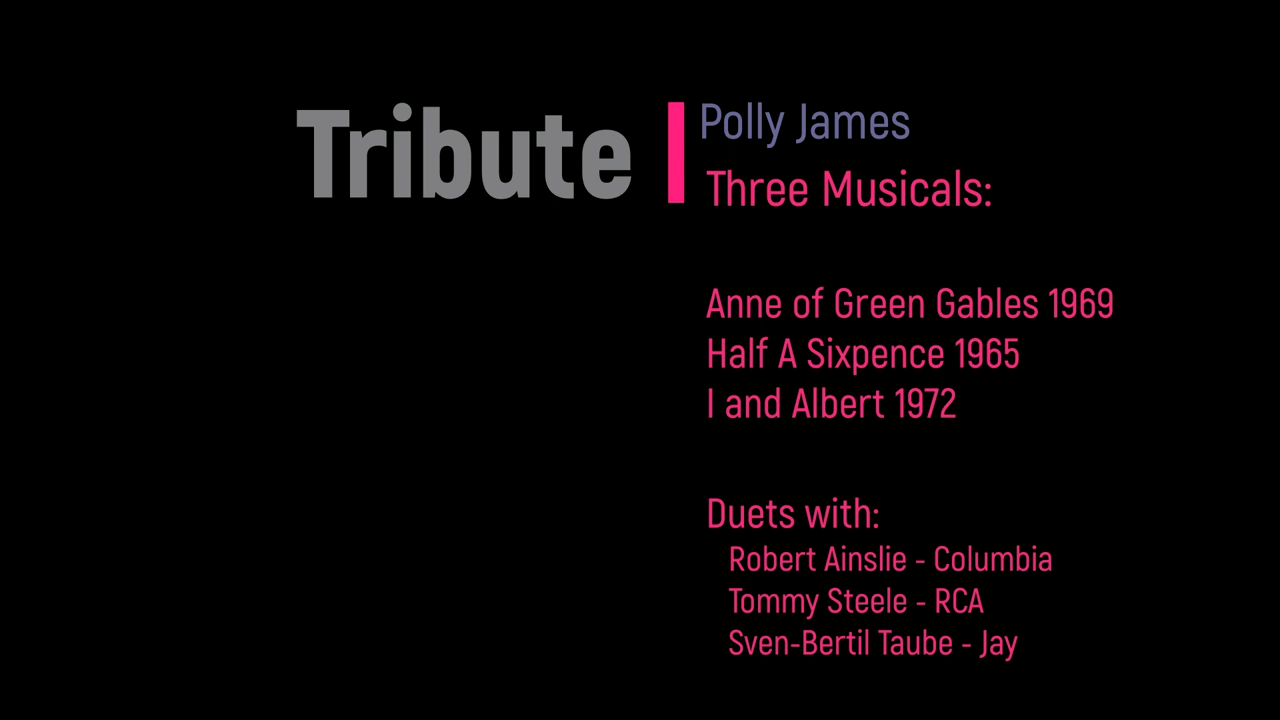 Tribute
Polly James
Three Musicals:
Anne of Green Gables 1969
Half A Sixpence 1965
I and Albert 1972
Duets with:
Robert Ainslie - Columbia
Tommy Steele - RCA
Sven-Bertil Taube - Jay